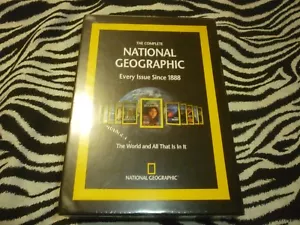 THE COMPLETE
NATIONAL
GEOGRAPHIC
Every Issue Since 1888
The World and All That Is In It
NATIONAL GEOGRAPHIC